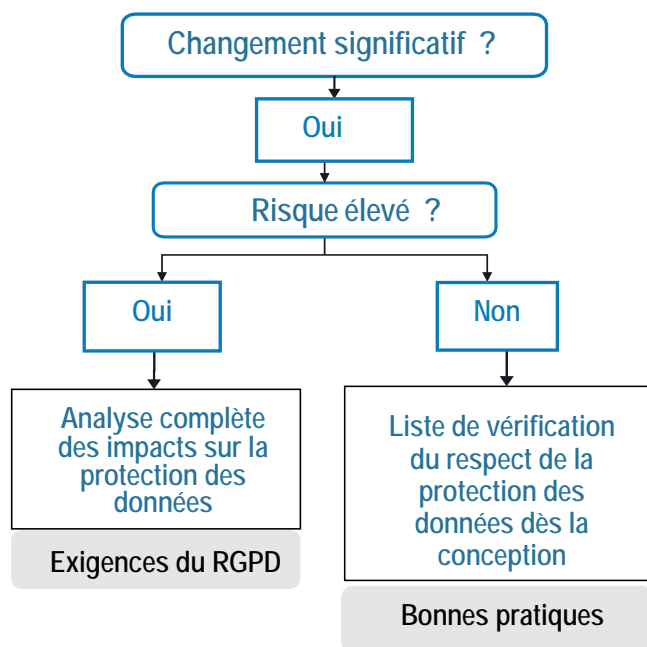 Changement significatif ?
Oui
Risque élevé ?
Oui
Non
Analyse complète
des impacts sur la
protection des
données
Exigences du RGPD
Liste de vérification
du respect de la
protection des
données dès la
conception
Bonnes pratiques